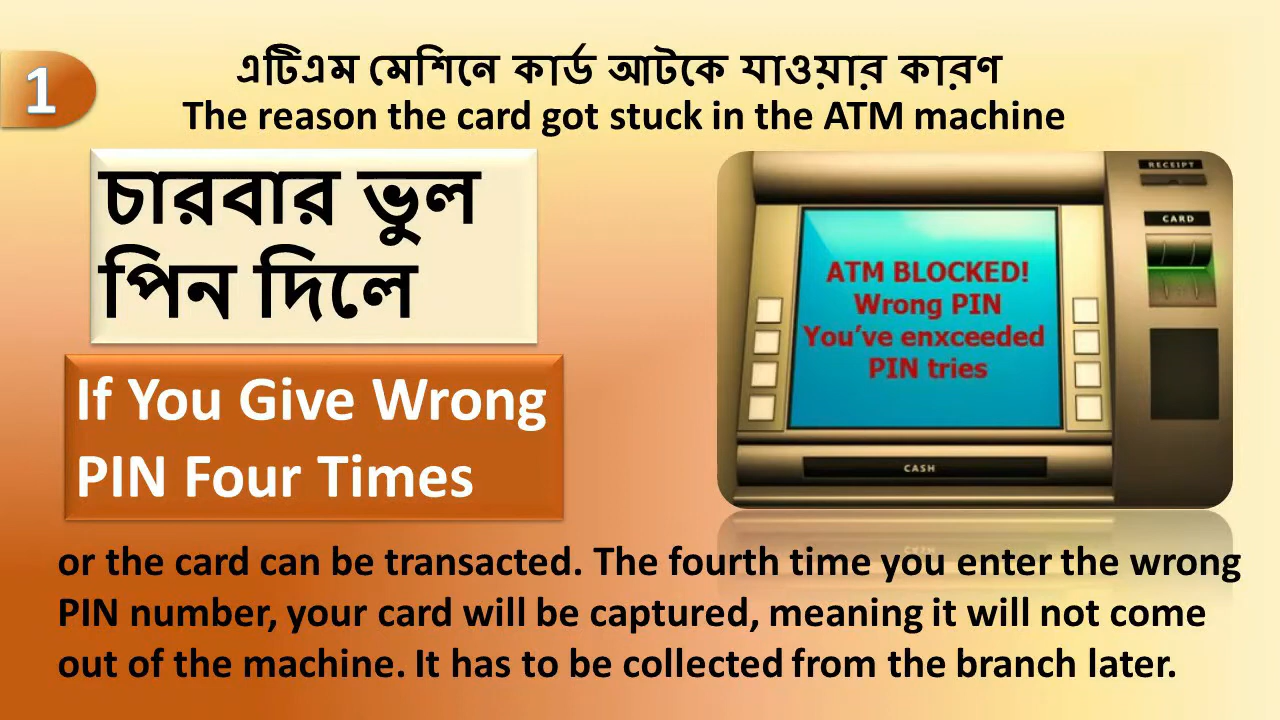 1
এটিএম মেশিনে কার্ড আটকে যাওয়ার কারণ
The reason the card got stuck in the ATM machine
চারবার ভুল
পিন দিলে
If You Give Wrong
PIN Four Times
RECEIPT
CARD
ATM BLOCKED!
Wrong PIN
You’ve enxceeded
PIN tries
CASH
or the card can be transacted. The fourth time you enter the wrong
PIN number, your card will be captured, meaning it will not come
out of the machine. It has to be collected from the branch later.